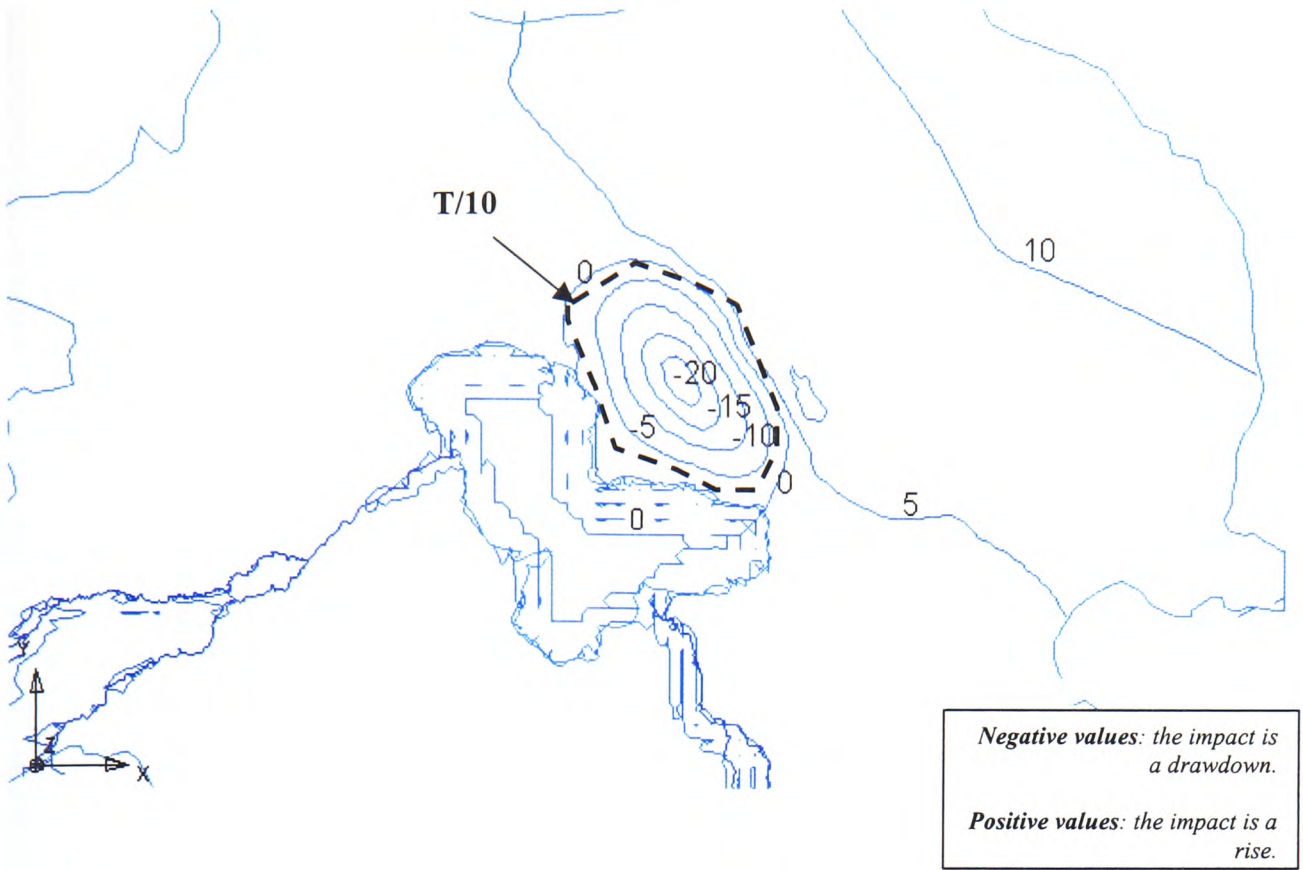 T/10
10
0
-20
-15
-5
-10
0
5
0
Y
Z
X
Negative values: the impact is
a drawdown.
Positive values: the impact is a
rise.